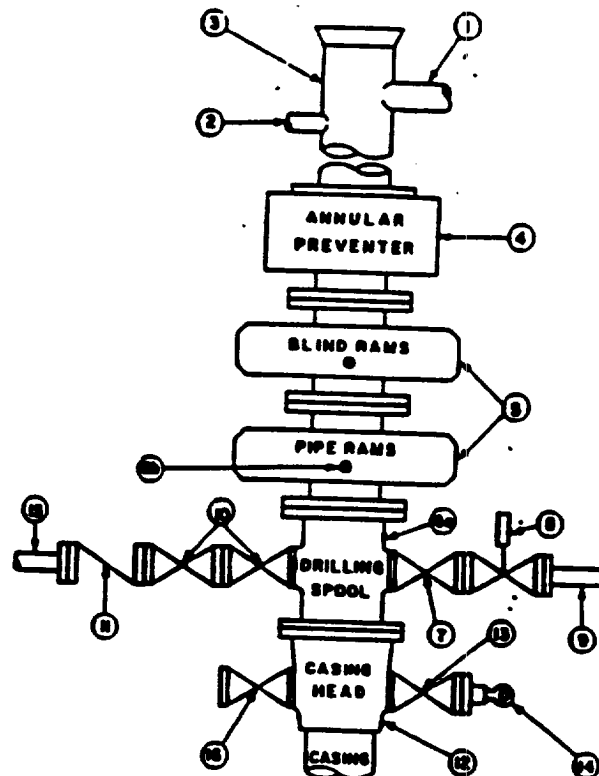 1
3
2
ANNULAR
PREVENTER
4
BLIND RAMS
5
PIPE RAMS
10
8
DRILLING
SPOOL
11
7
13
9
CASING
HEAD
14
12
CASING